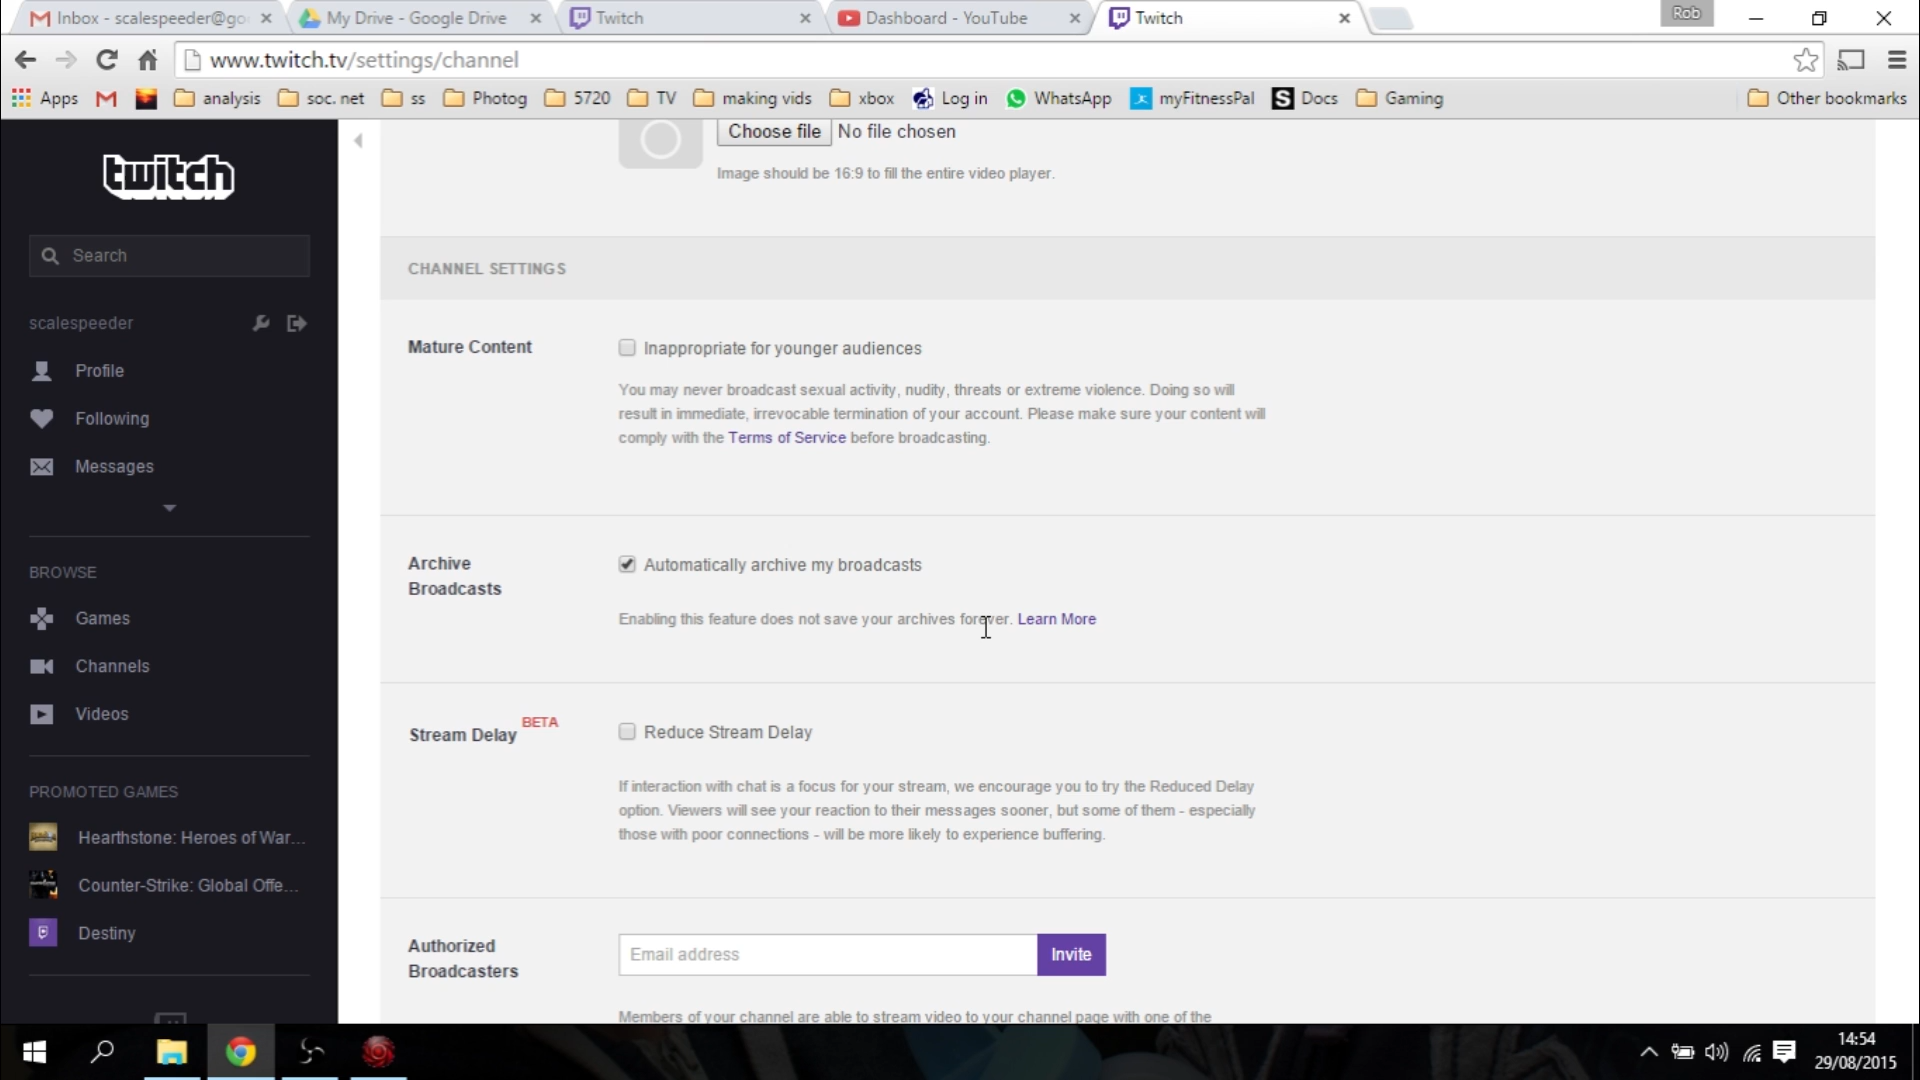 Inbox - scalespeeder@go
My Drive - Google Drive
Twitch
Dashboard - YouTube
Twitch
Rob
www.twitch.tv/settings/channel
Apps
analysis
soc. net
ss
Photog
5720
TV
making vids
xbox
Log in
WhatsApp
myFitnessPal
S Docs
Gaming
Other bookmarks
twitch
Search
scalespeeder
Profile
Following
Messages
BROWSE
Games
Channels
Videos
PROMOTED GAMES
Hearthstone: Heroes of War...
Counter-Strike: Global Offe...
Destiny
Choose file No file chosen
Image should be 16:9 to fill the entire video player.
CHANNEL SETTINGS
Mature Content
Inappropriate for younger audiences
You may never broadcast sexual activity, nudity, threats or extreme violence. Doing so will
result in immediate, irrevocable termination of your account. Please make sure your content will
comply with the Terms of Service before broadcasting.
Archive
Broadcasts
Automatically archive my broadcasts
Enabling this feature does not save your archives forever. Learn More
Stream Delay BETA
Reduce Stream Delay
If interaction with chat is a focus for your stream, we encourage you to try the Reduced Delay
option. Viewers will see your reaction to their messages sooner, but some of them - especially
those with poor connections - will be more likely to experience buffering.
Authorized
Broadcasters
Email address
Invite
Members of your channel are able to stream video to your channel page with one of the
14:54
29/08/2015